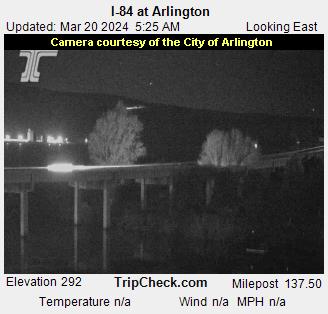 I-84 at Arlington
Updated: Mar 20 2024 5:25 AM Looking East
Camera courtesy of the City of Arlington
Elevation 292 TripCheck.com Milepost 137.50
Temperature n/a Wind n/a MPH n/a